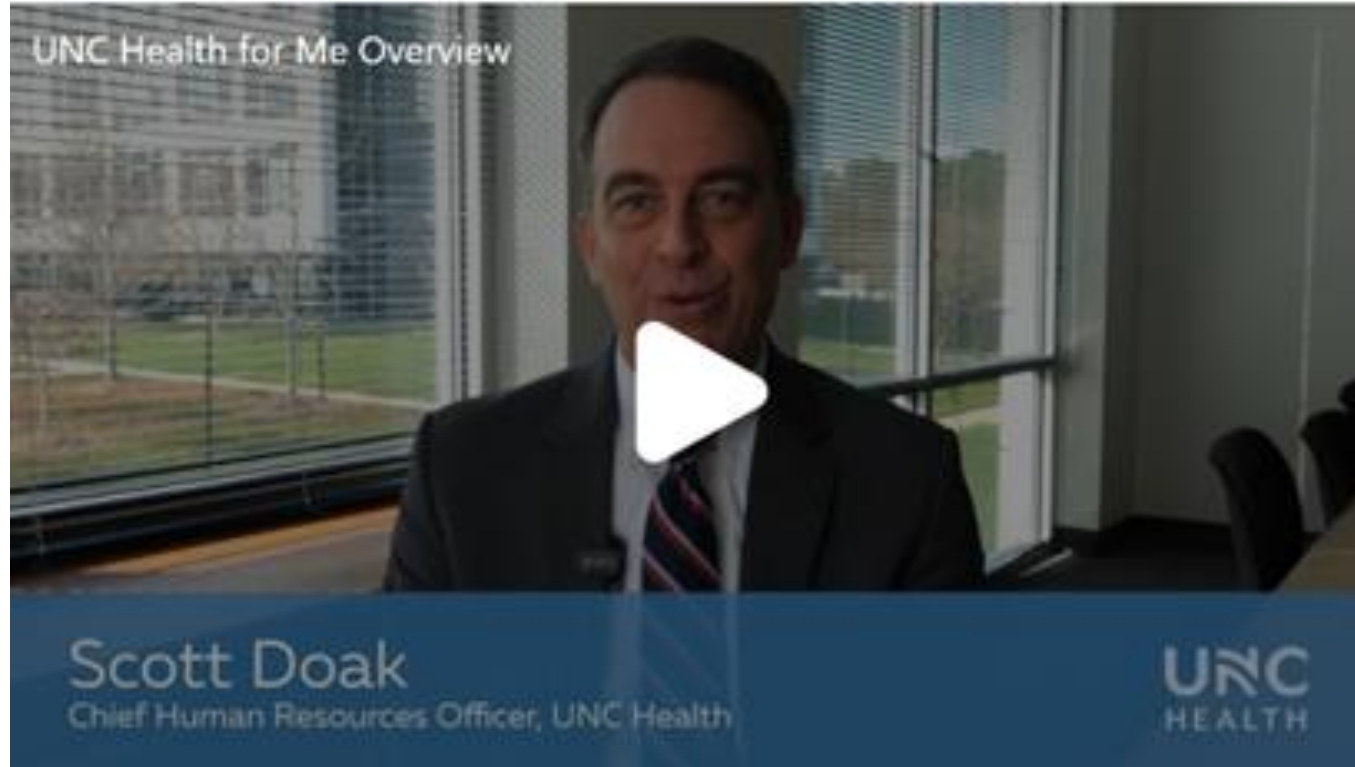 UNC Health for Me Overview
Scott Doak
Chief Human Resources Officer, UNC Health
UNC
HEALTH